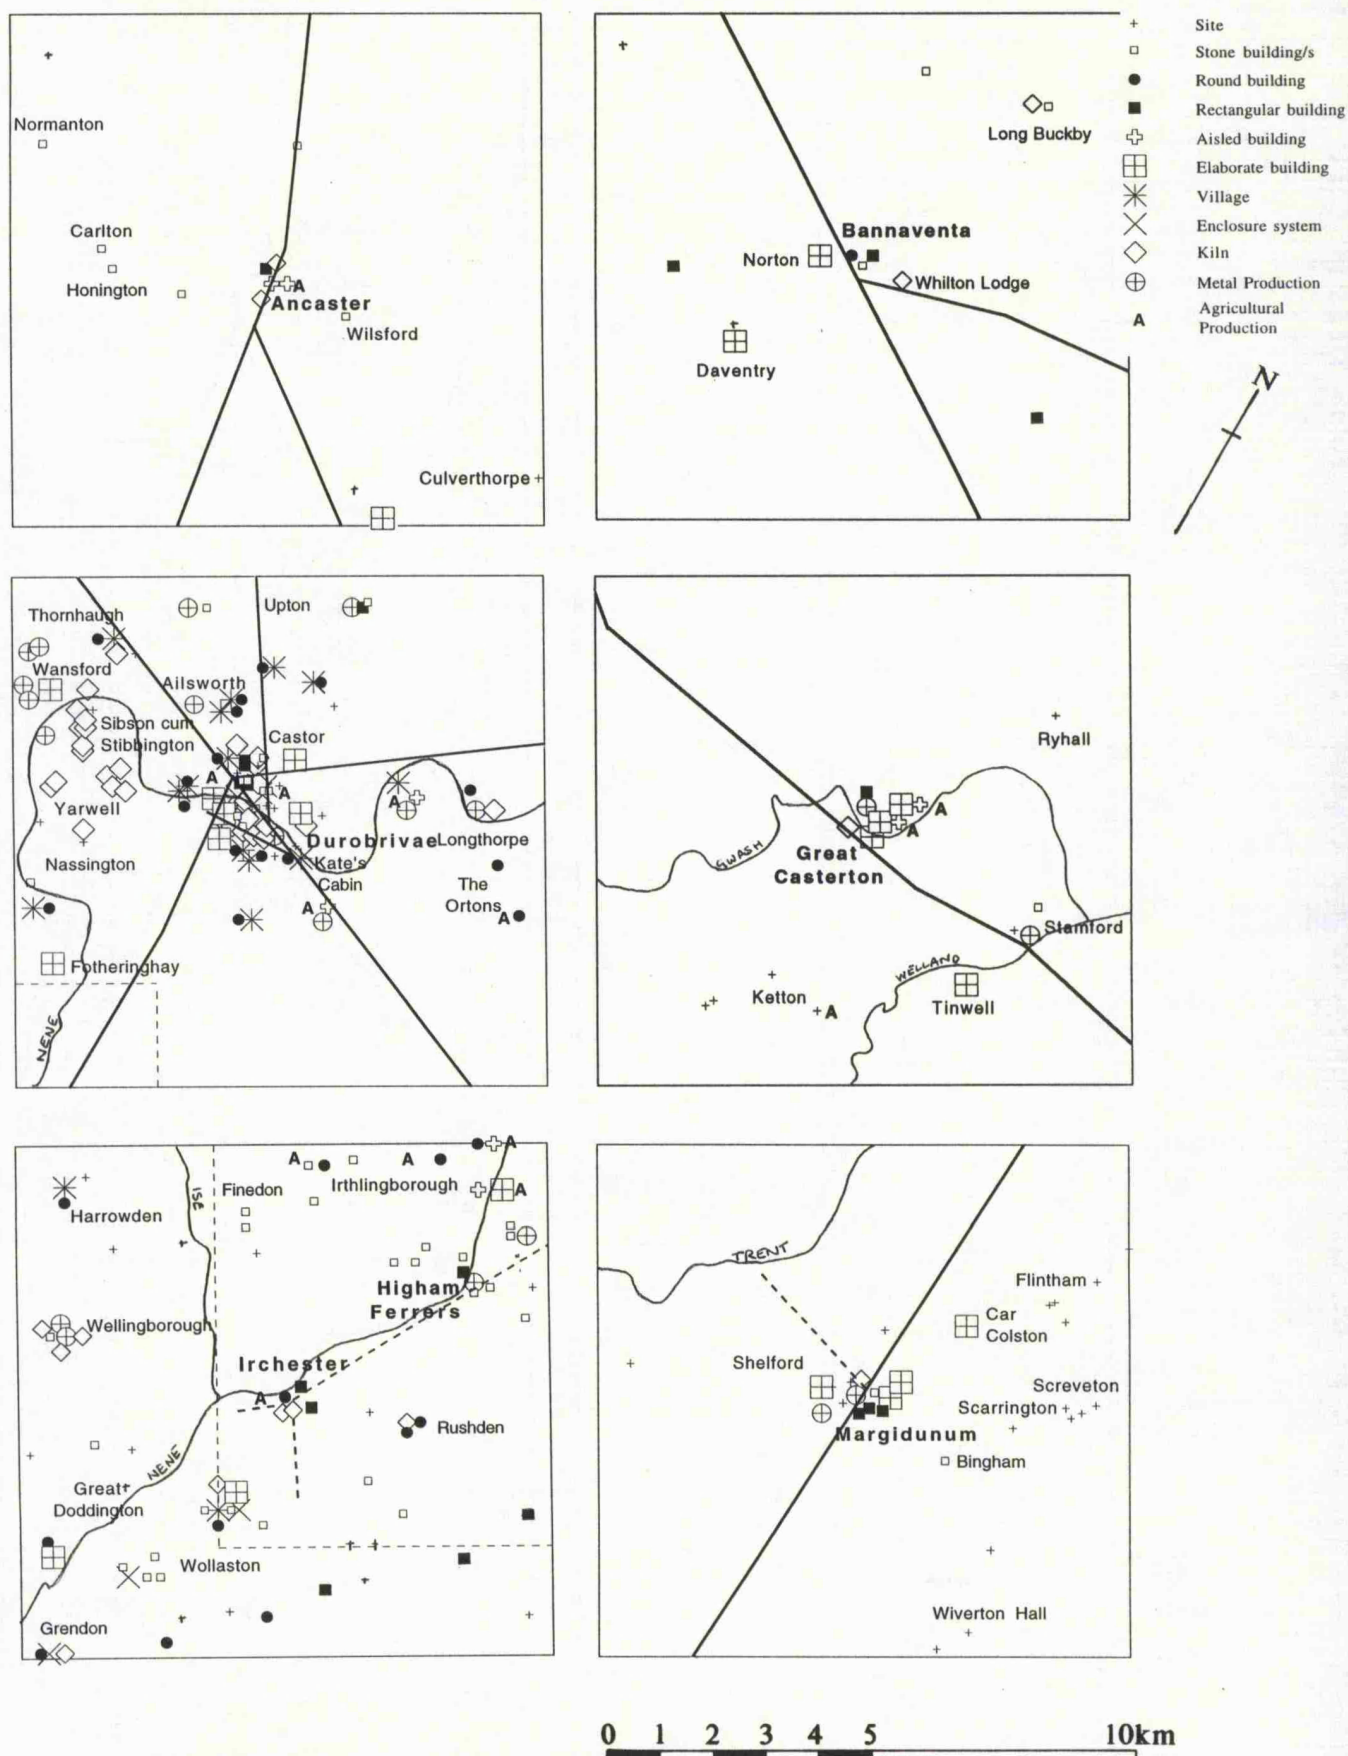 Normanton
Carlton
Honington
A
Ancaster
Wilsford
Culverthorpe
Long Buckby
Bannaventa
Norton
Whilton Lodge
Daventry
Site
Stone building/s
Round building
Rectangular building
Aisled building
Elaborate building
Village
Enclosure system
Kiln
Metal Production
A
Agricultural
Production
N
Thornhaugh
Upton
Wansford
Ailsworth
Sibson cum
Stibbington
Castor
A
A
A
Yarwell
Durobrivae
Longthorpe
Nassington
Kate's
Cabin
The
Ortons
A
A
Fotheringhay
NENE
Ryhall
A
A
GWASH
Great
Casterton
Stamford
WELLAND
Ketton
A
Tinwell
A
A
A
Finedon
Irthlingborough
A
ISE
Harrowden
Higham
Ferrers
Wellingborough
Irchester
A
Rushden
NENE
Great
Doddington
Wollaston
Grendon
TRENT
Flintham
Car
Colston
Shelford
Screveton
Scarrington
Margidunum
Bingham
Wiverton Hall
0 1 2 3 4 5 10km